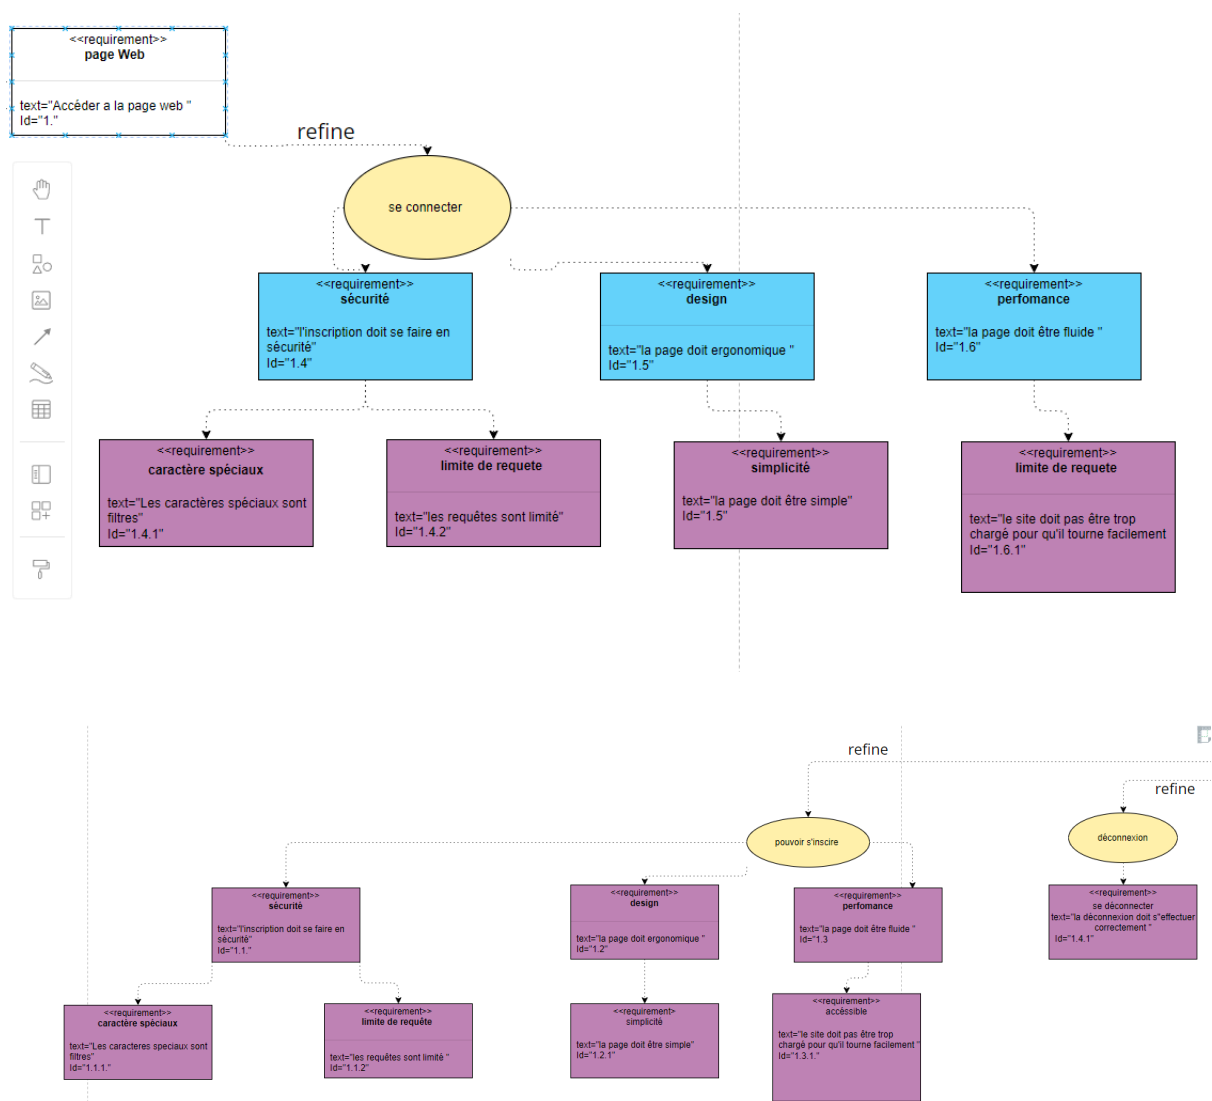 <<requirement>>
page Web
text="Accéder a la page web "
Id="1."
refine
se connecter
<<requirement>>
sécurité
text="l'inscription doit se faire en
sécurité"
Id="1.4"
<<requirement>>
design
text="la page doit ergonomique "
Id="1.5"
<<requirement>>
perfomance
text="la page doit être fluide "
Id="1.6"
<<requirement>>
caractère spéciaux
text="Les caractères spéciaux sont
filtres"
Id="1.4.1"
<<requirement>>
limite de requete
text="les requêtes sont limité"
Id="1.4.2"
<<requirement>>
simplicité
text="la page doit être simple"
Id="1.5"
<<requirement>>
limite de requete
text="le site doit pas être trop
chargé pour qu'il tourne facilement
Id="1.6.1"
refine
refine
pouvoir s'inscire
déconnexion
<<requirement>>
sécurité
text="l'inscription doit se faire en
sécurité"
Id="1.1."
<<requirement>>
design
text="la page doit ergonomique "
Id="1.2"
<<requirement>>
perfomance
text="la page doit être fluide "
Id="1.3
<<requirement>>
se déconnecter
text="la déconnexion doit s"effectuer
correctement "
Id="1.4.1"
<<requirement>>
caractère spéciaux
text="Les caracteres speciaux sont
filtres"
Id="1.1.1."
<<requirement>>
limite de requête
text="les requêtes sont limité "
Id="1.1.2"
<<requirement>
simplicité
text="la page doit être simple"
Id="1.2.1"
<<requirement>>
accèssible
text="le site doit pas être trop
chargé pour qu'il tourne facilement "
Id="1.3.1."